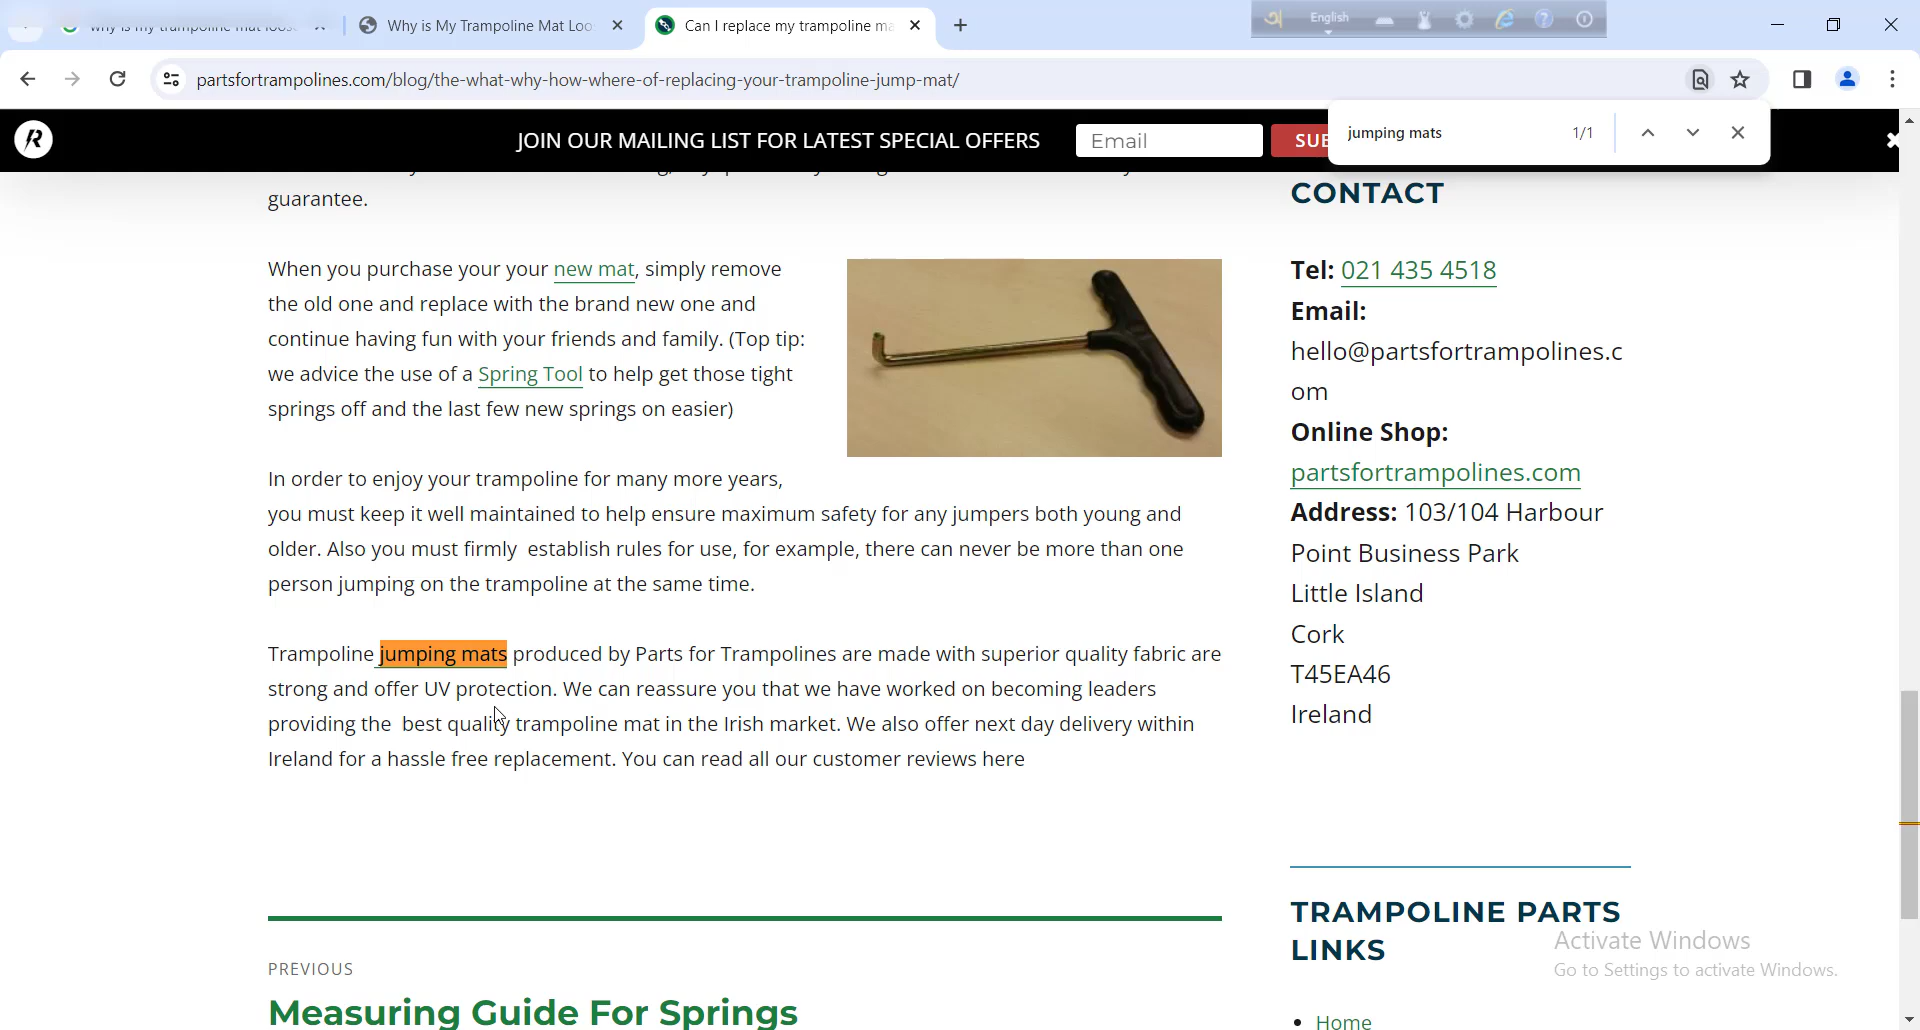 Why is My Trampoline Mat Loo
Can I replace my trampoline ma
English
partsfortrampolines.com/blog/the-what-why-how-where-of-replacing-your-trampoline-jump-mat/
jumping mats 1/1
JOIN OUR MAILING LIST FOR LATEST SPECIAL OFFERS
Email
SUB
guarantee.
When you purchase your your new mat, simply remove
the old one and replace with the brand new one and
continue having fun with your friends and family. (Top tip:
we advice the use of a Spring Tool to help get those tight
springs off and the last few new springs on easier)
In order to enjoy your trampoline for many more years,
you must keep it well maintained to help ensure maximum safety for any jumpers both young and
older. Also you must firmly establish rules for use, for example, there can never be more than one
person jumping on the trampoline at the same time.
Trampoline jumping mats produced by Parts for Trampolines are made with superior quality fabric are
strong and offer UV protection. We can reassure you that we have worked on becoming leaders
providing the best quality trampoline mat in the Irish market. We also offer next day delivery within
Ireland for a hassle free replacement. You can read all our customer reviews here
PREVIOUS
Measuring Guide For Springs
CONTACT
Tel: 021 435 4518
Email:
hello@partsfortrampolines.c
om
Online Shop:
partsfortrampolines.com
Address: 103/104 Harbour
Point Business Park
Little Island
Cork
T45EA46
Ireland
TRAMPOLINE PARTS
LINKS
Home
Activate Windows
Go to Settings to activate Windows.